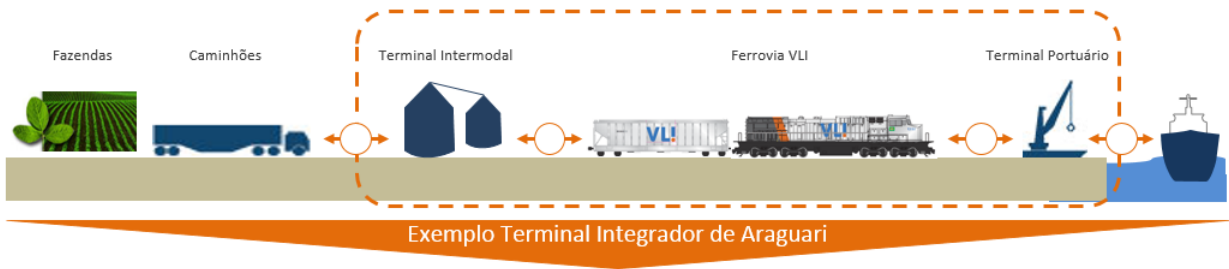 Fazendas
Caminhões
Terminal Intermodal
Ferrovia VLI
Terminal Portuário
VLI
VLI
Exemplo Terminal Integrador de Araguari